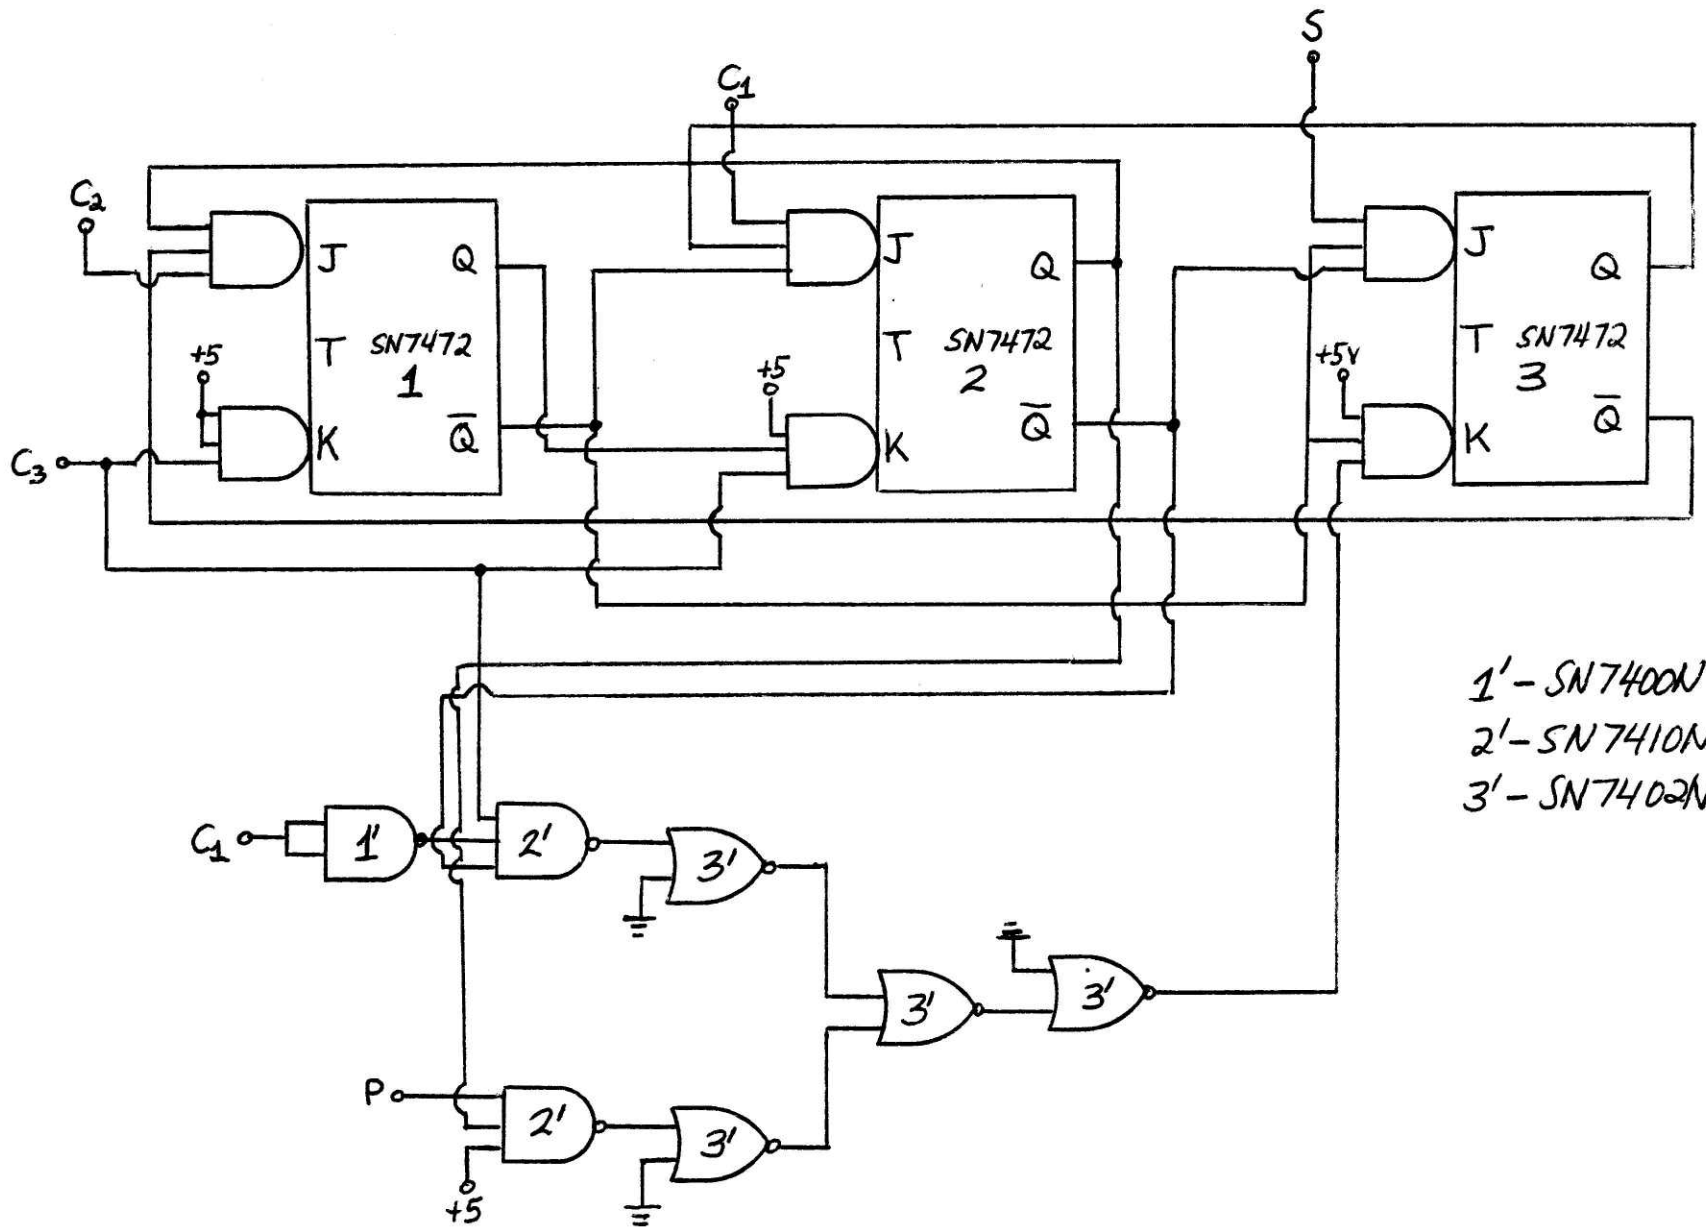 S
C1
C2
J
Q
T
SN7472
1
+5
K
Q̅
C3
J
Q
T
SN7472
2
+5
K
Q̅
J
Q
T
SN7472
3
+5V
K
Q̅
1' - SN7400N
2' - SN7410N
3' - SN7402N
C1
1'
2'
3'
3'
3'
P
2'
3'
+5